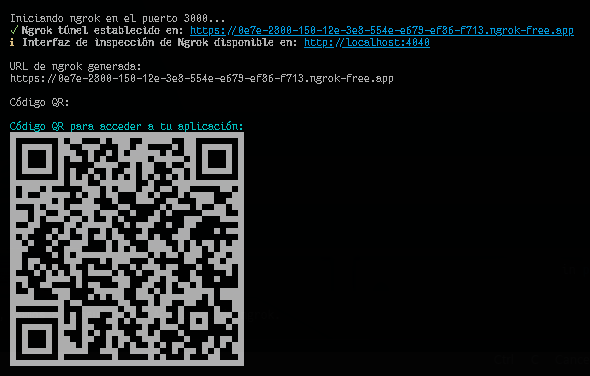 Iniciando ngrok en el puerto 3000...
✓ Ngrok túnel establecido en: https://0e7e-2800-150-12e-3e8-554e-e679-ef36-f713.ngrok-free.app
i Interfaz de inspección de Ngrok disponible en: http://localhost:4040
URL de ngrok generada:
https://0e7e-2800-150-12e-3e8-554e-e679-ef36-f713.ngrok-free.app
Código QR:
Código QR para acceder a tu aplicación: